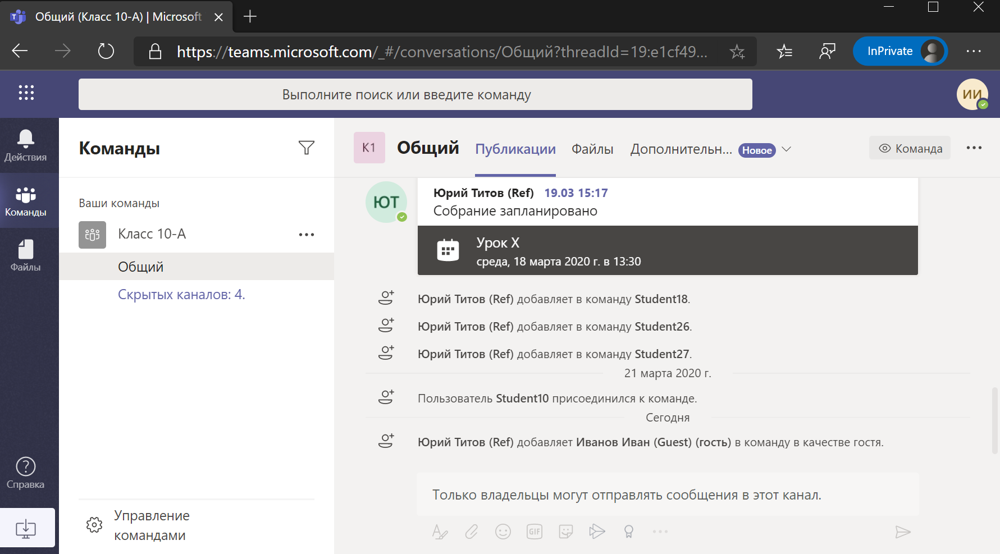 Общий (Класс 10-А) | Microsoft
https://teams.microsoft.com/_#/conversations/Общий?threadId=19:e1cf49...
InPrivate
Выполните поиск или введите команду
ИИ
Действия
Команды
Файлы
Справка
Команды
Ваши команды
Класс 10-А
Общий
Скрытых каналов: 4.
Управление
командами
К1
Общий
Публикации
Файлы
Дополнительн...
Новое
Команда
ЮТ
Юрий Титов (Ref) 19.03 15:17
Собрание запланировано
Урок X
среда, 18 марта 2020 г. в 13:30
Юрий Титов (Ref) добавляет в команду Student18.
Юрий Титов (Ref) добавляет в команду Student26.
Юрий Титов (Ref) добавляет в команду Student27.
21 марта 2020 г.
Пользователь Student10 присоединился к команде.
Сегодня
Юрий Титов (Ref) добавляет Иванов Иван (Guest) (гость) в команду в качестве гостя.
Только владельцы могут отправлять сообщения в этот канал.
GIF